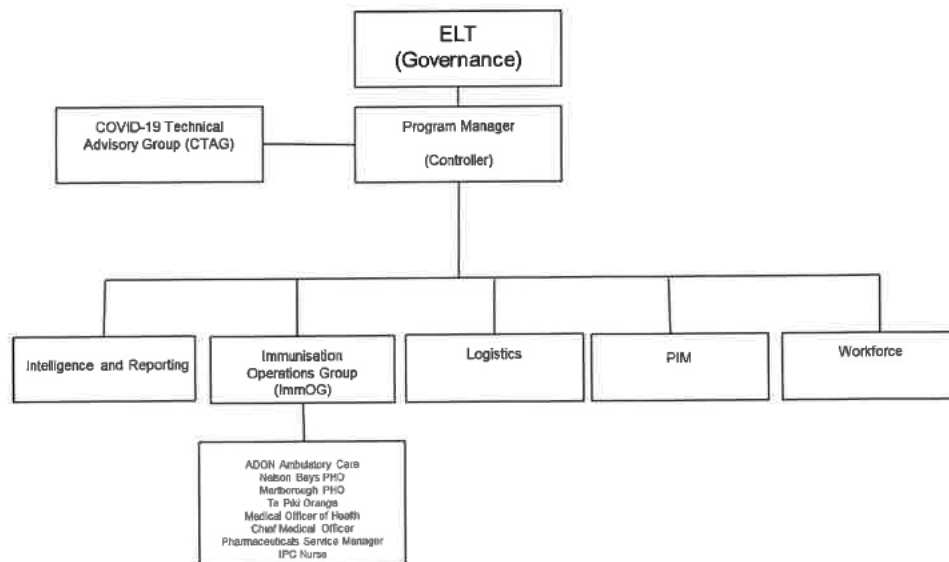 ELT
(Governance)
COVID-19 Technical
Advisory Group (CTAG)
Program Manager
(Controller)
Intelligence and Reporting
Immunisation
Operations Group
(ImmOG)
Logistics
PIM
Workforce
ADON Ambulatory Care
Nelson Bays PHO
Marlborough PHO
Te Piki Oranga
Medical Officer of Health
Chief Medical Officer
Pharmaceuticals Service Manager
IPC Nurse